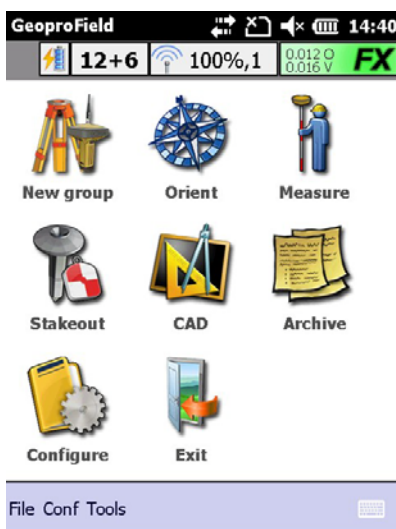 GeoproField 14:40
12+6 100%,1 0.012 O FX
0.016 V
New group Orient Measure
Stakeout CAD Archive
Configure Exit
File Conf Tools